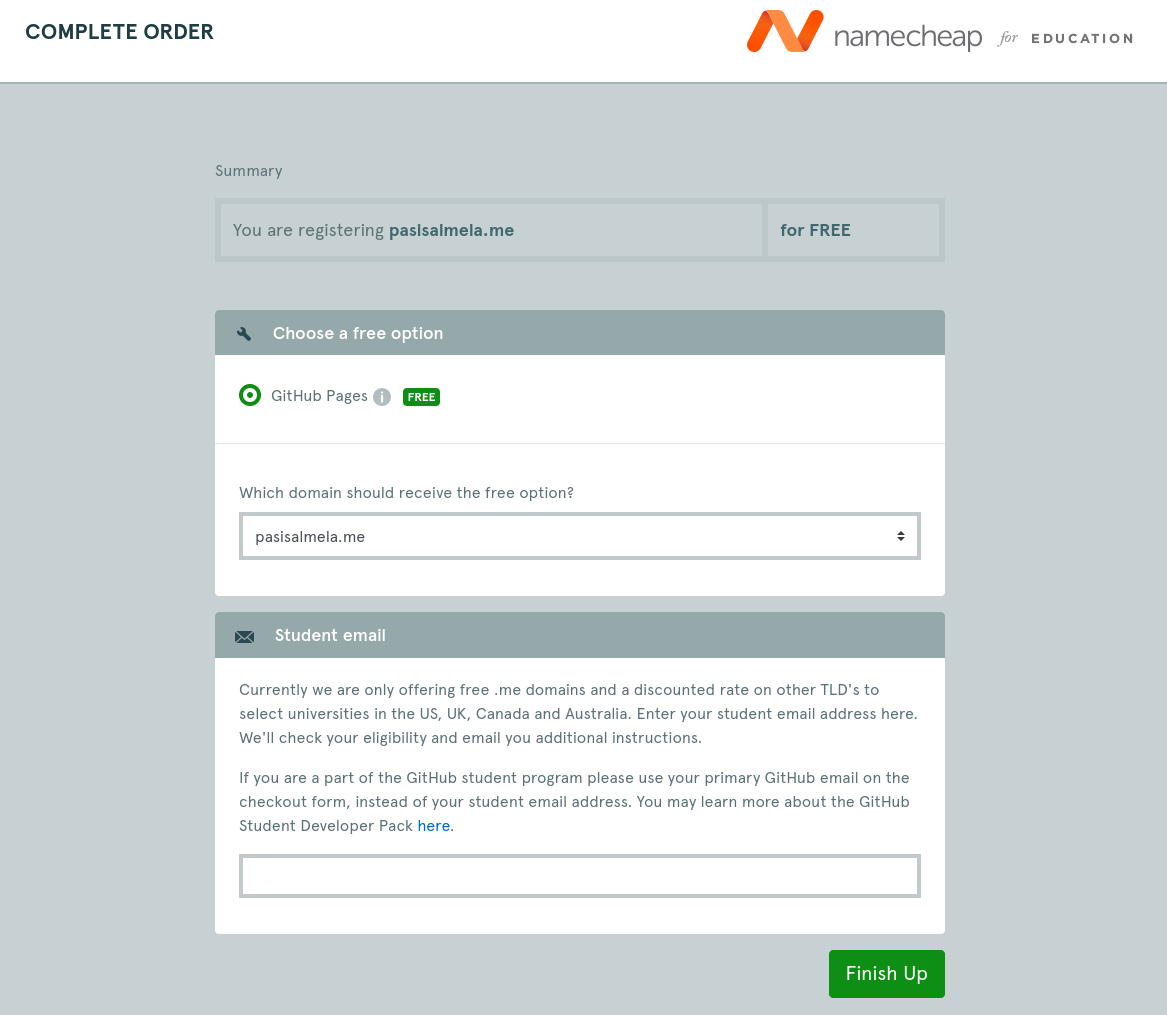 COMPLETE ORDER
namecheap for EDUCATION
Summary
You are registering pasisalmela.me
for FREE
Choose a free option
GitHub Pages i FREE
Which domain should receive the free option?
pasisalmela.me
Student email
Currently we are only offering free .me domains and a discounted rate on other TLD's to
select universities in the US, UK, Canada and Australia. Enter your student email address here.
We'll check your eligibility and email you additional instructions.
If you are a part of the GitHub student program please use your primary GitHub email on the
checkout form, instead of your student email address. You may learn more about the GitHub
Student Developer Pack here.
Finish Up